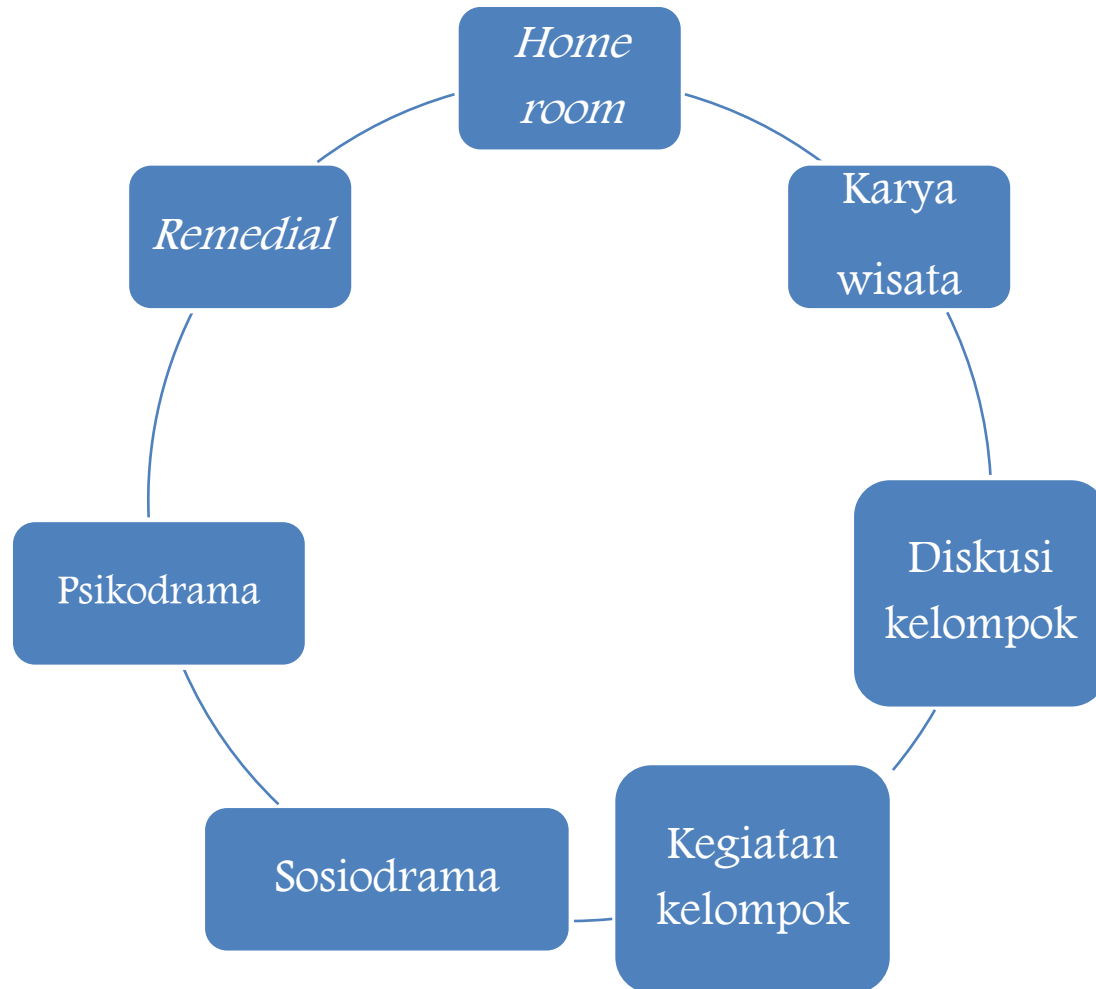 Home
room
Karya
wisata
Diskusi
kelompok
Kegiatan
kelompok
Sosiodrama
Psikodrama
Remedial